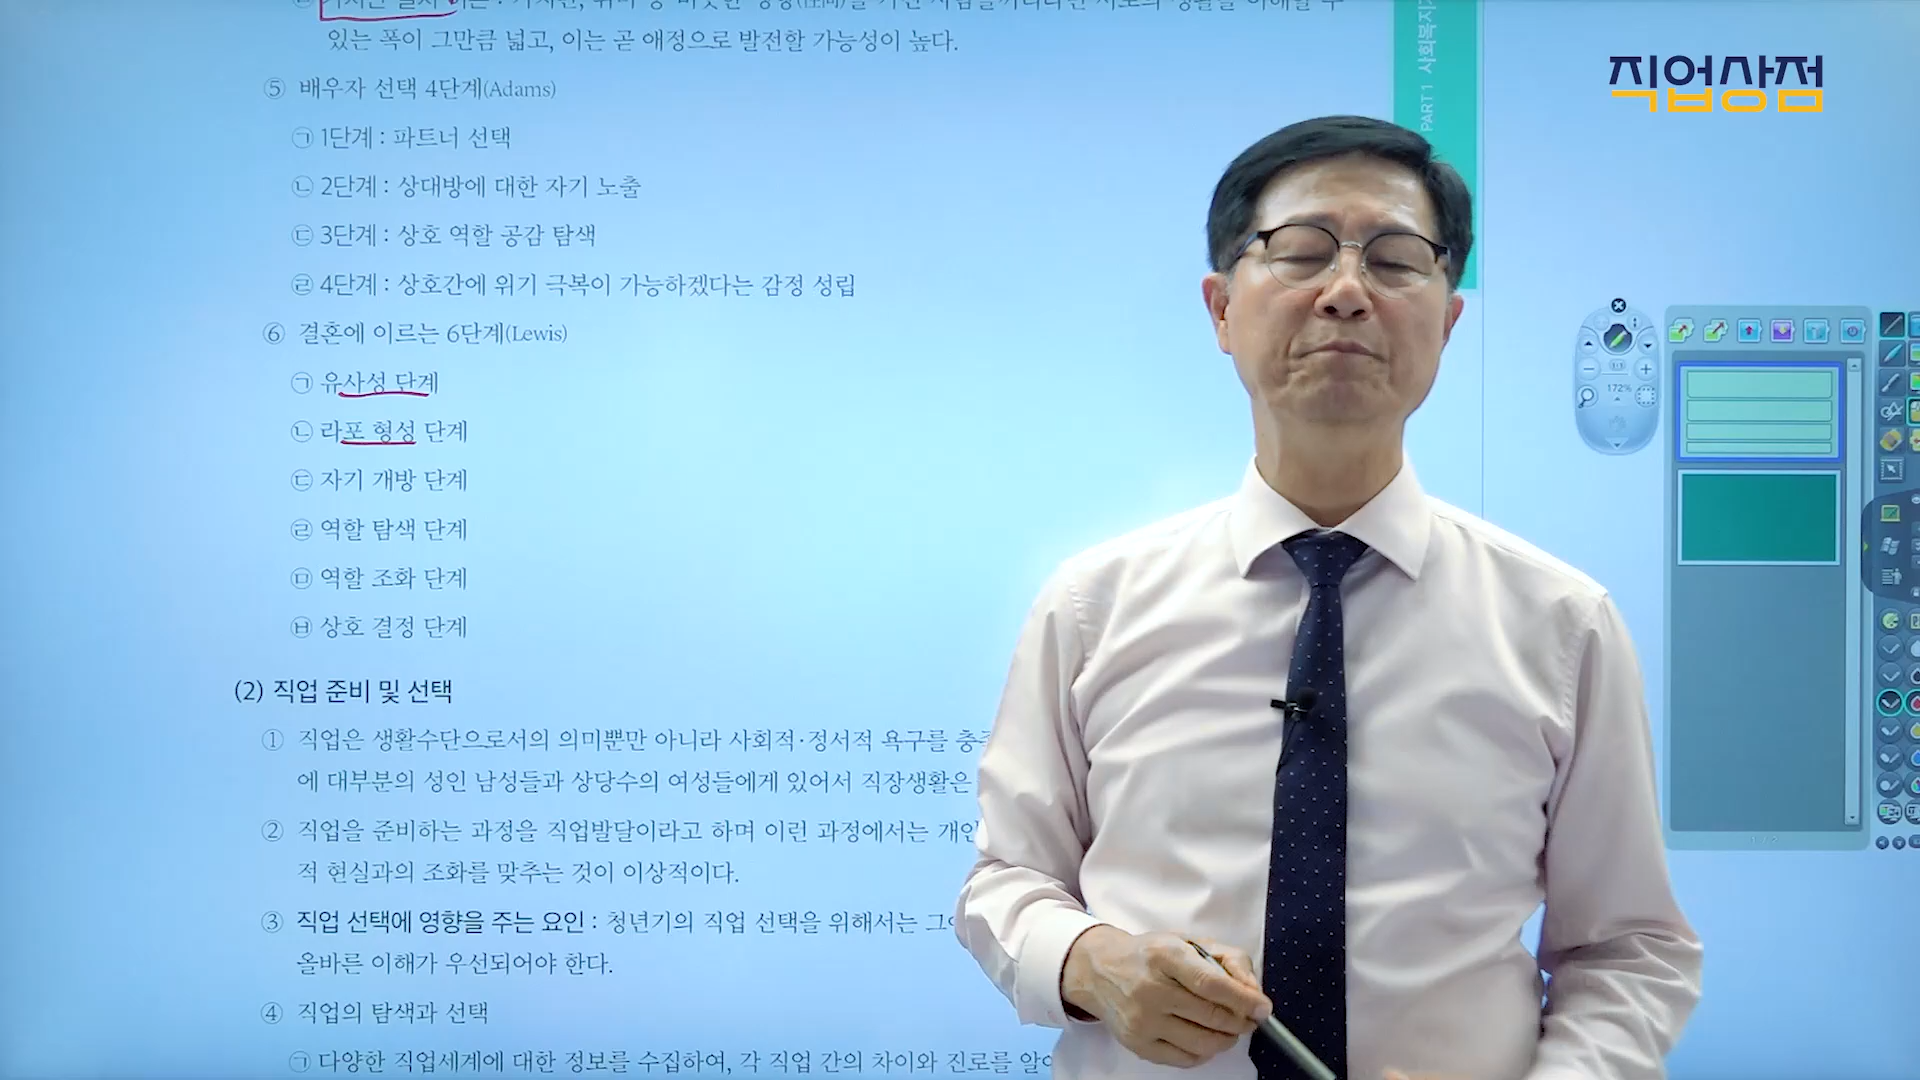 있는 폭이 그만큼 넓고, 이는 곧 애정으로 발전할 가능성이 높다.
⑤ 배우자 선택 4단계(Adams)
㉠ 1단계 : 파트너 선택
㉡ 2단계 : 상대방에 대한 자기 노출
㉢ 3단계 : 상호 역할 공감 탐색
㉣ 4단계 : 상호간에 위기 극복이 가능하겠다는 감정 성립
⑥ 결혼에 이르는 6단계(Lewis)
㉠ 유사성 단계
㉡ 라포 형성 단계
㉢ 자기 개방 단계
㉣ 역할 탐색 단계
㉤ 역할 조화 단계
㉥ 상호 결정 단계
(2) 직업 준비 및 선택
① 직업은 생활수단으로서의 의미뿐만 아니라 사회적·정서적 욕구를
에 대부분의 성인 남성들과 상당수의 여성들에게 있어서 직장생활은
② 직업을 준비하는 과정을 직업발달이라고 하며 이런 과정에서는
적 현실과의 조화를 맞추는 것이 이상적이다.
③ 직업 선택에 영향을 주는 요인 : 청년기의 직업 선택을 위해서는
올바른 이해가 우선되어야 한다.
④ 직업의 탐색과 선택
㉠ 다양한 직업세계에 대한 정보를 수집하여, 각 직업 간의 차이와 진로를
PART1 사회복지
직업상점
172%